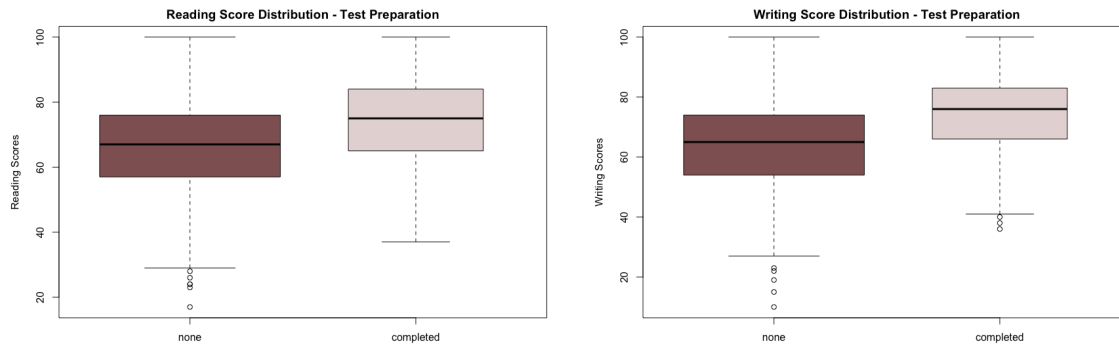 Reading Score Distribution - Test Preparation
Reading Scores
100
80
60
40
20
none
completed
Writing Score Distribution - Test Preparation
Writing Scores
100
80
60
40
20
none
completed